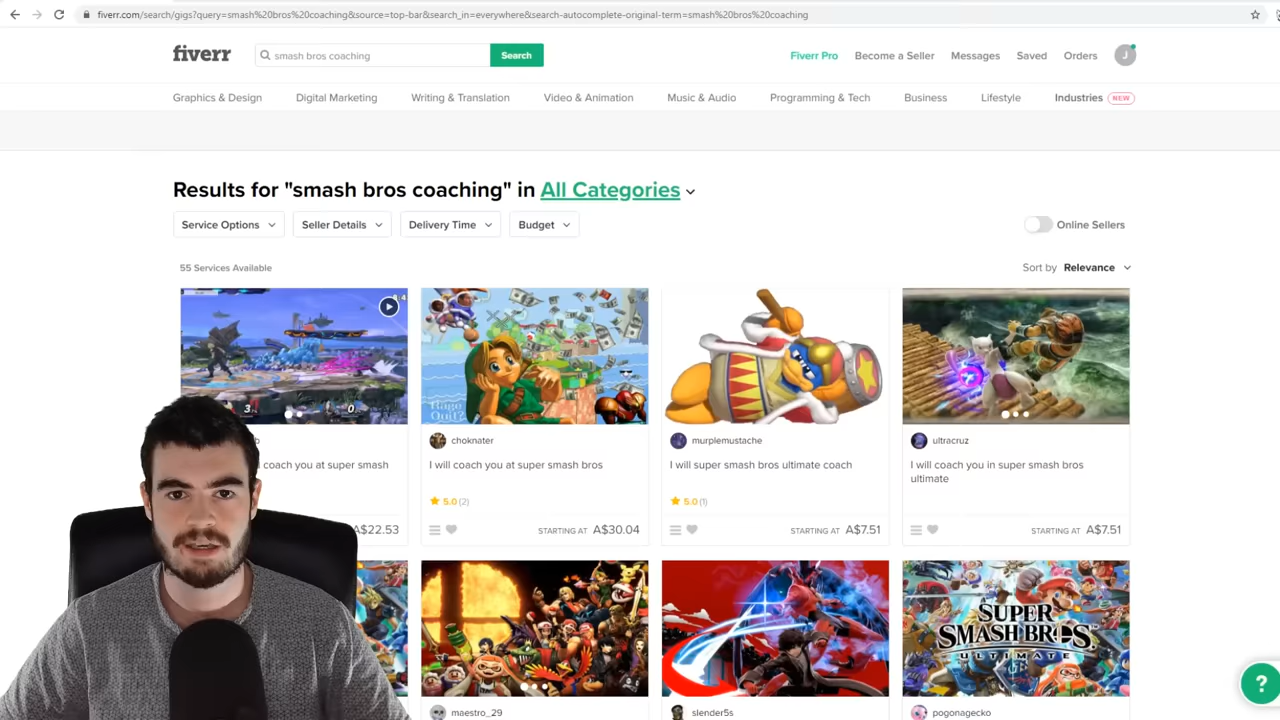 fiverr.com/search/gigs?query=smash%20bros%20coaching&source=top-bar&search_in=everywhere&search-autocomplete-original-term=smash%20bros%20coaching
fiverr
smash bros coaching
Search
Fiverr Pro
Become a Seller
Messages
Saved
Orders
J
Graphics & Design
Digital Marketing
Writing & Translation
Video & Animation
Music & Audio
Programming & Tech
Business
Lifestyle
Industries NEW
Results for "smash bros coaching" in All Categories
Service Options
Seller Details
Delivery Time
Budget
Online Sellers
55 Services Available
Sort by Relevance
3
0
b
coach you at super smash
A$22.53
choknater
I will coach you at super smash bros
5.0 (2)
STARTING AT A$30.04
murplemustache
I will super smash bros ultimate coach
5.0 (1)
STARTING AT A$7.51
ultracruz
I will coach you in super smash bros
ultimate
STARTING AT A$7.51
SUPER
SMASH BROS.
ULTIMATE
maestro_29
slender5s
pogonagecko
?